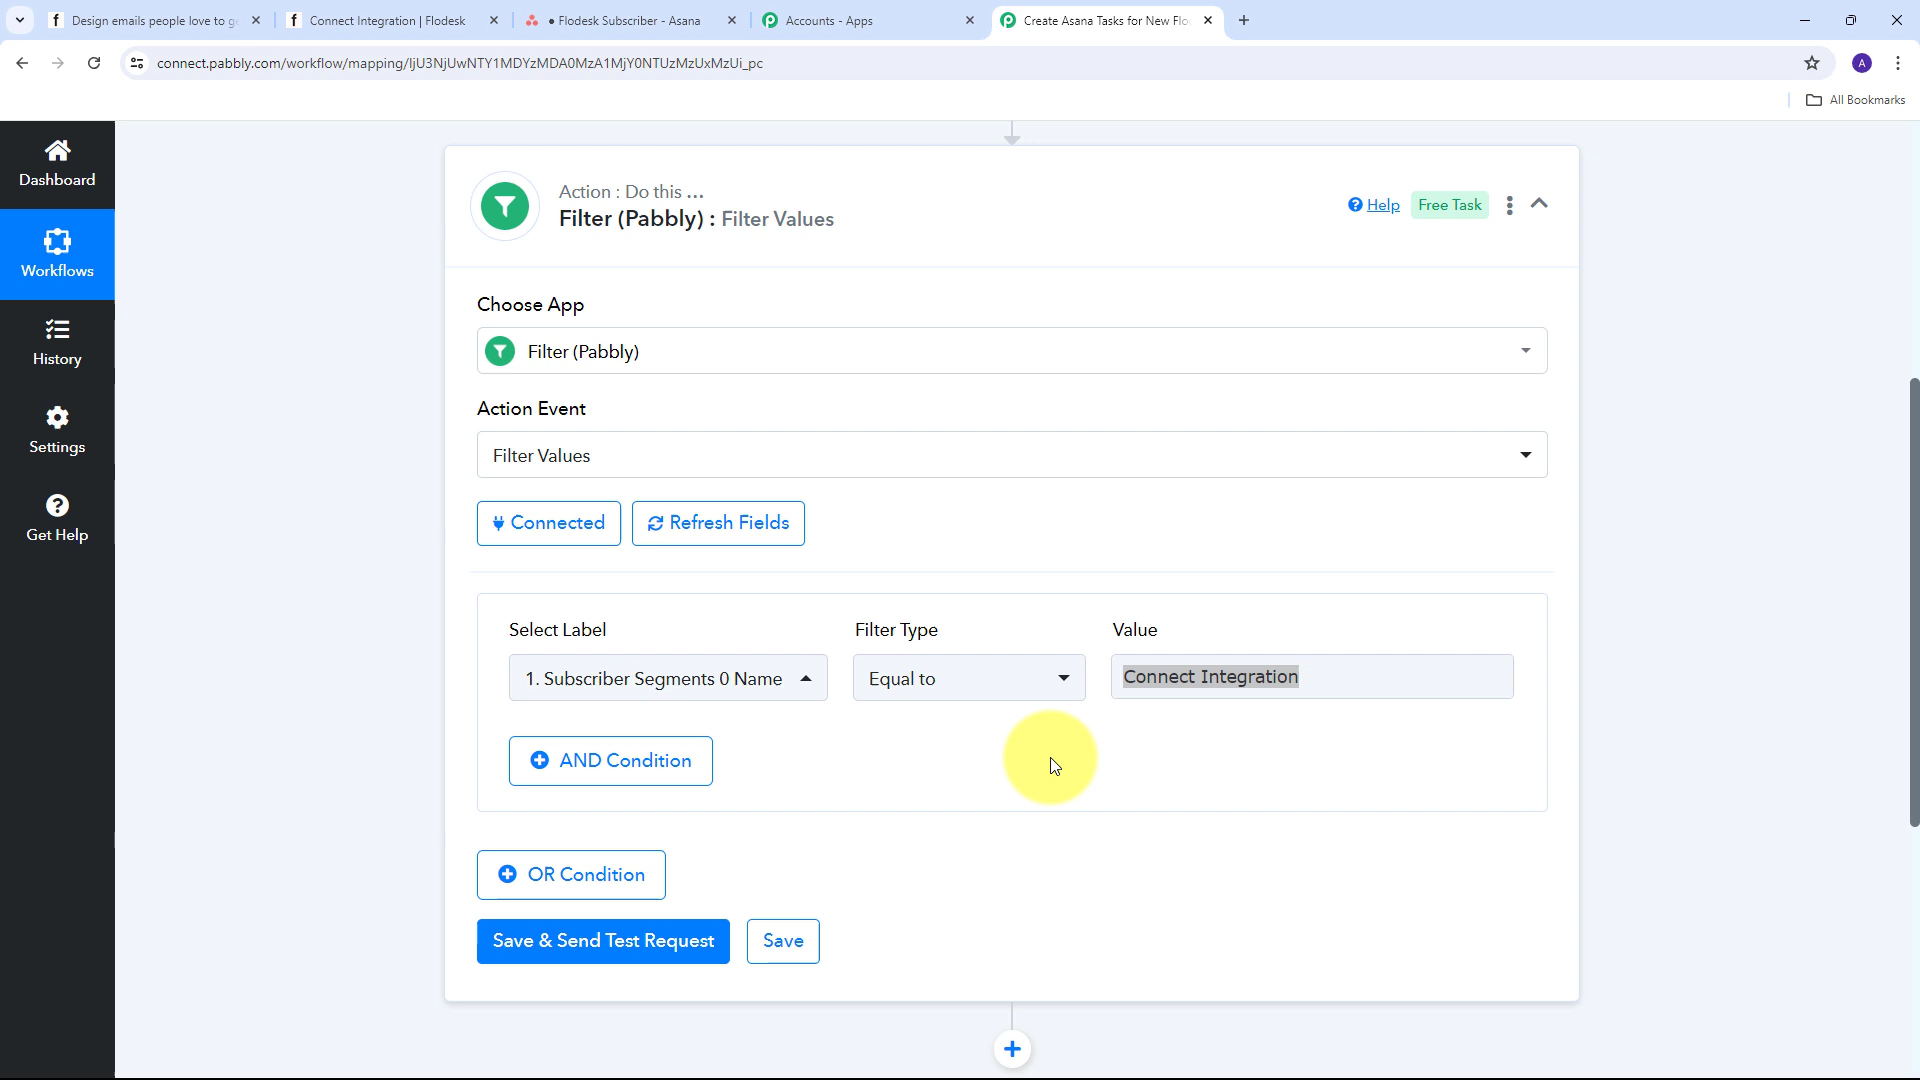 Design emails people love to g
Connect Integration | Flodesk
• Flodesk Subscriber - Asana
Accounts - Apps
Create Asana Tasks for New Flo
connect.pabbly.com/workflow/mapping/IjU3NjUwNTY1MDYzMDA0MzA1MjY0NTUzMzUxMzUi_pc
A
All Bookmarks
Dashboard
Workflows
History
Settings
Get Help
Action : Do this ...
Filter (Pabbly) : Filter Values
Help
Free Task
Choose App
Filter (Pabbly)
Action Event
Filter Values
Connected
Refresh Fields
Select Label
Filter Type
Value
1. Subscriber Segments 0 Name
Equal to
Connect Integration
AND Condition
OR Condition
Save & Send Test Request
Save